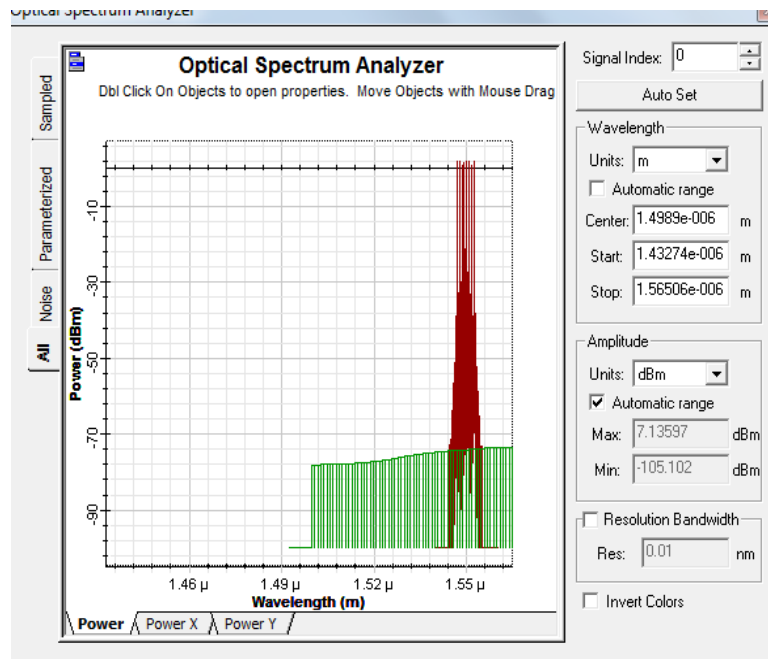 Optical Spectrum Analyzer
Sampled
Parameterized
Noise
All
Optical Spectrum Analyzer
Dbl Click On Objects to open properties. Move Objects with Mouse Drag
Power (dBm)
-10
-30
-50
-70
-90
1.46 µ
1.49 µ
1.52 µ
1.55 µ
Wavelength (m)
Power
Power X
Power Y
Signal Index: 0
Auto Set
Wavelength
Units: m
Automatic range
Center: 1.4989e-006 m
Start: 1.43274e-006 m
Stop: 1.56506e-006 m
Amplitude
Units: dBm
Automatic range
Max: 7.13597 dBm
Min: -105.102 dBm
Resolution Bandwidth
Res: 0.01 nm
Invert Colors